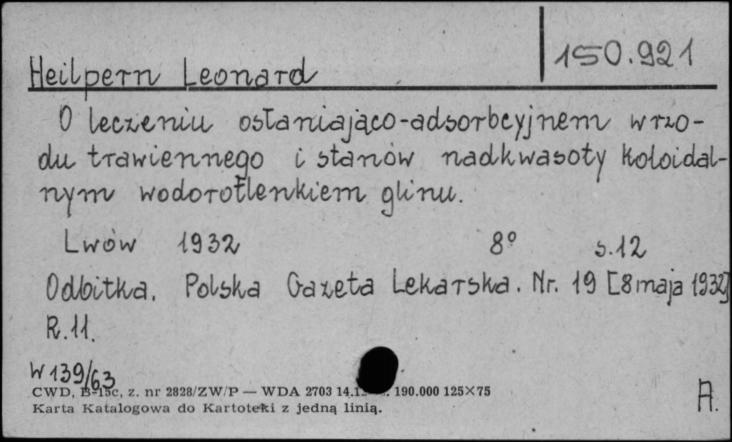 150.921
Heilpern Leonard
O leczeniu osłaniająco-adsorbcyjnem wrzo-
du trawiennego i stanów nadkwasoty koloidal-
nym wodorotlenkiem glinu.
Lwów 1932 8° s.12
Odbitka. Polska Gazeta Lekarska. Nr. 19 [8 maja 1932]
R.11.
W 139/63
CWD, B-15c, z. nr 2828/ZW/P — WDA 2703 190.000 125×75
Karta Katalogowa do Kartoteki z jedną linią.
A.